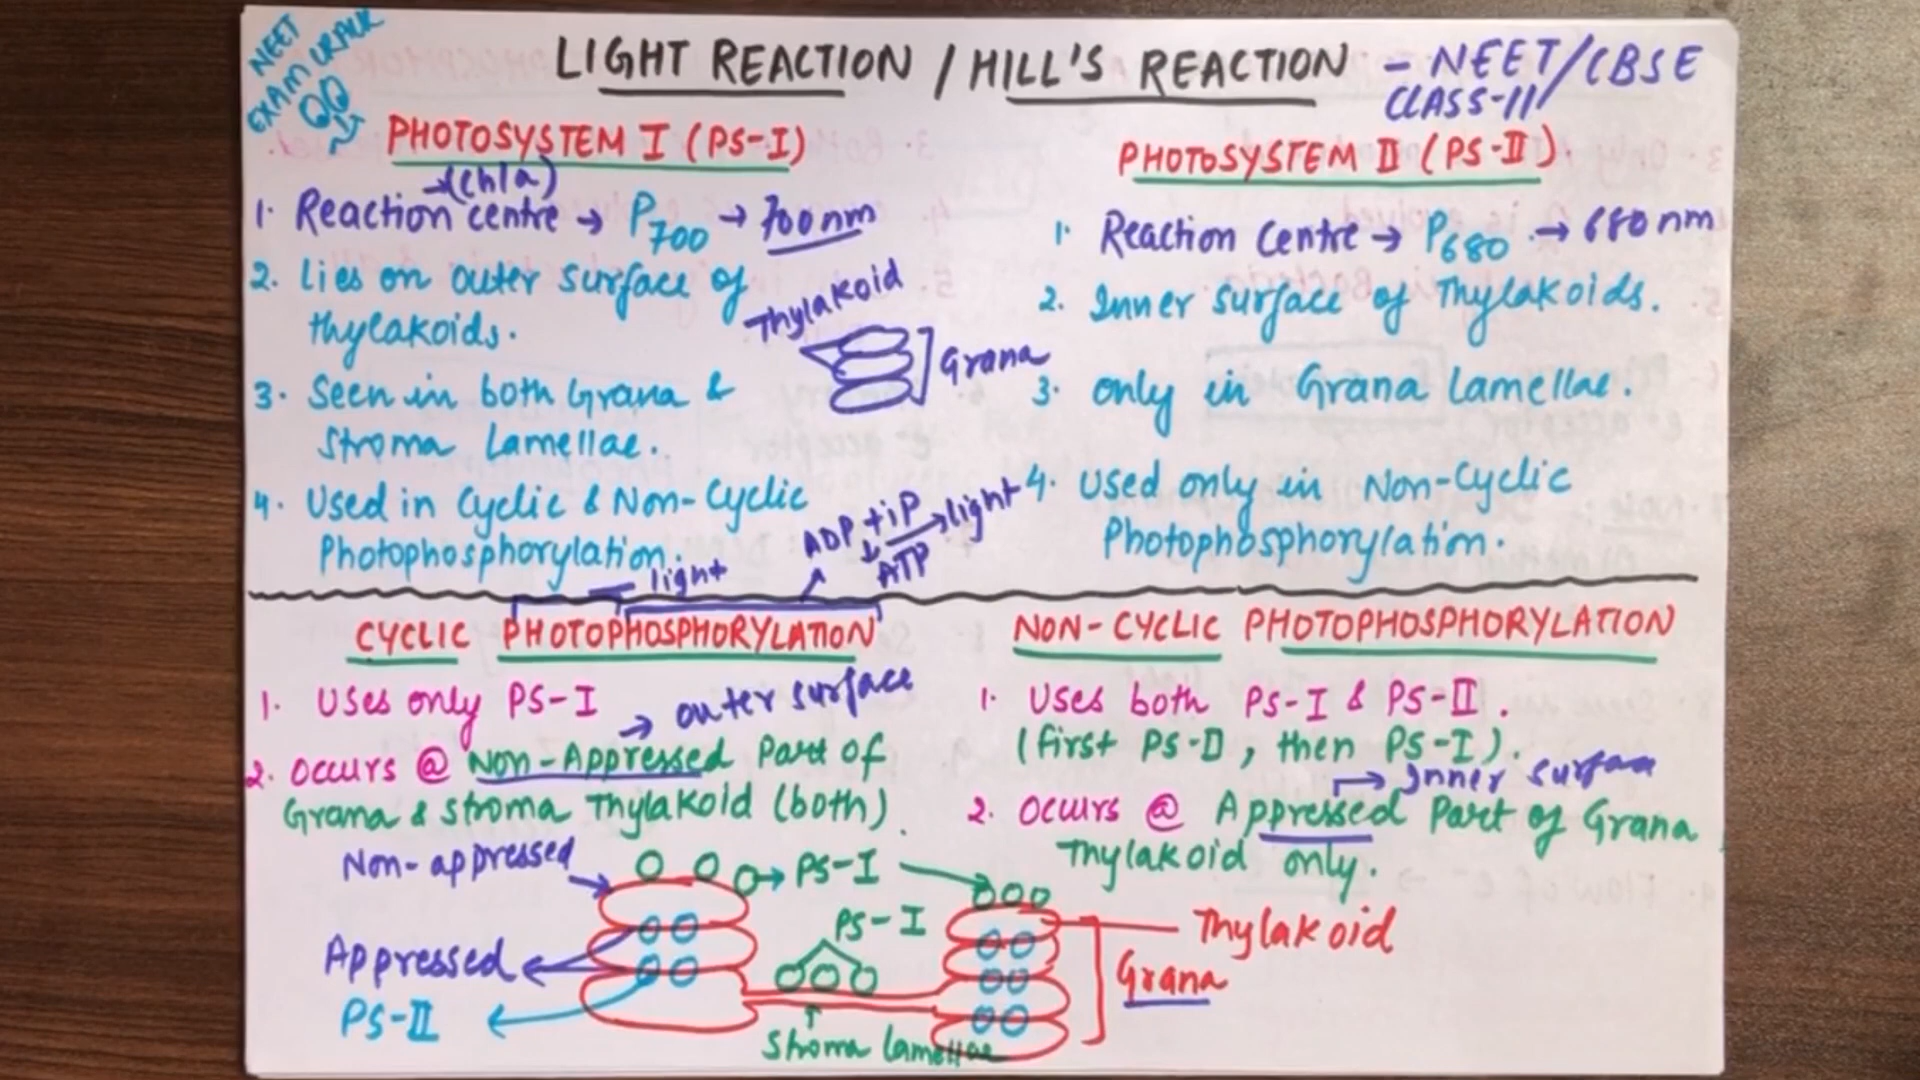 NEET
EXAM CRACK
LIGHT REACTION / HILL'S REACTION - NEET/CBSE
CLASS-11
PHOTOSYSTEM I (PS-I)
→(chl a)
1. Reaction centre → P700 → 700nm
2. Lies on outer surface of
thylakoids.
Thylakoid
Grana
3. Seen in both Grana &
Stroma Lamellae.
4. Used in Cyclic & Non-Cyclic
Photophosphorylation.
ADP + iP → light
↓
ATP
PHOTOSYSTEM II (PS-II)
1. Reaction Centre → P680 → 680nm
2. Inner surface of Thylakoids.
3. only in Grana Lamellae.
4. Used only in Non-Cyclic
Photophosphorylation.
light
CYCLIC PHOTOPHOSPHORYLATION
1. Uses only PS-I
→ outer surface
2. Occurs @ Non-Appressed Part of
Grana & stroma Thylakoid (both).
NON-CYCLIC PHOTOPHOSPHORYLATION
1. Uses both PS-I & PS-II.
(first PS-II, then PS-I).
→ Inner surface
2. Occurs @ Appressed Part of Grana
Thylakoid only.
Non-appressed
→ PS-I
PS-I
Thylakoid
Appressed
Grana
PS-II
Stroma lamellae